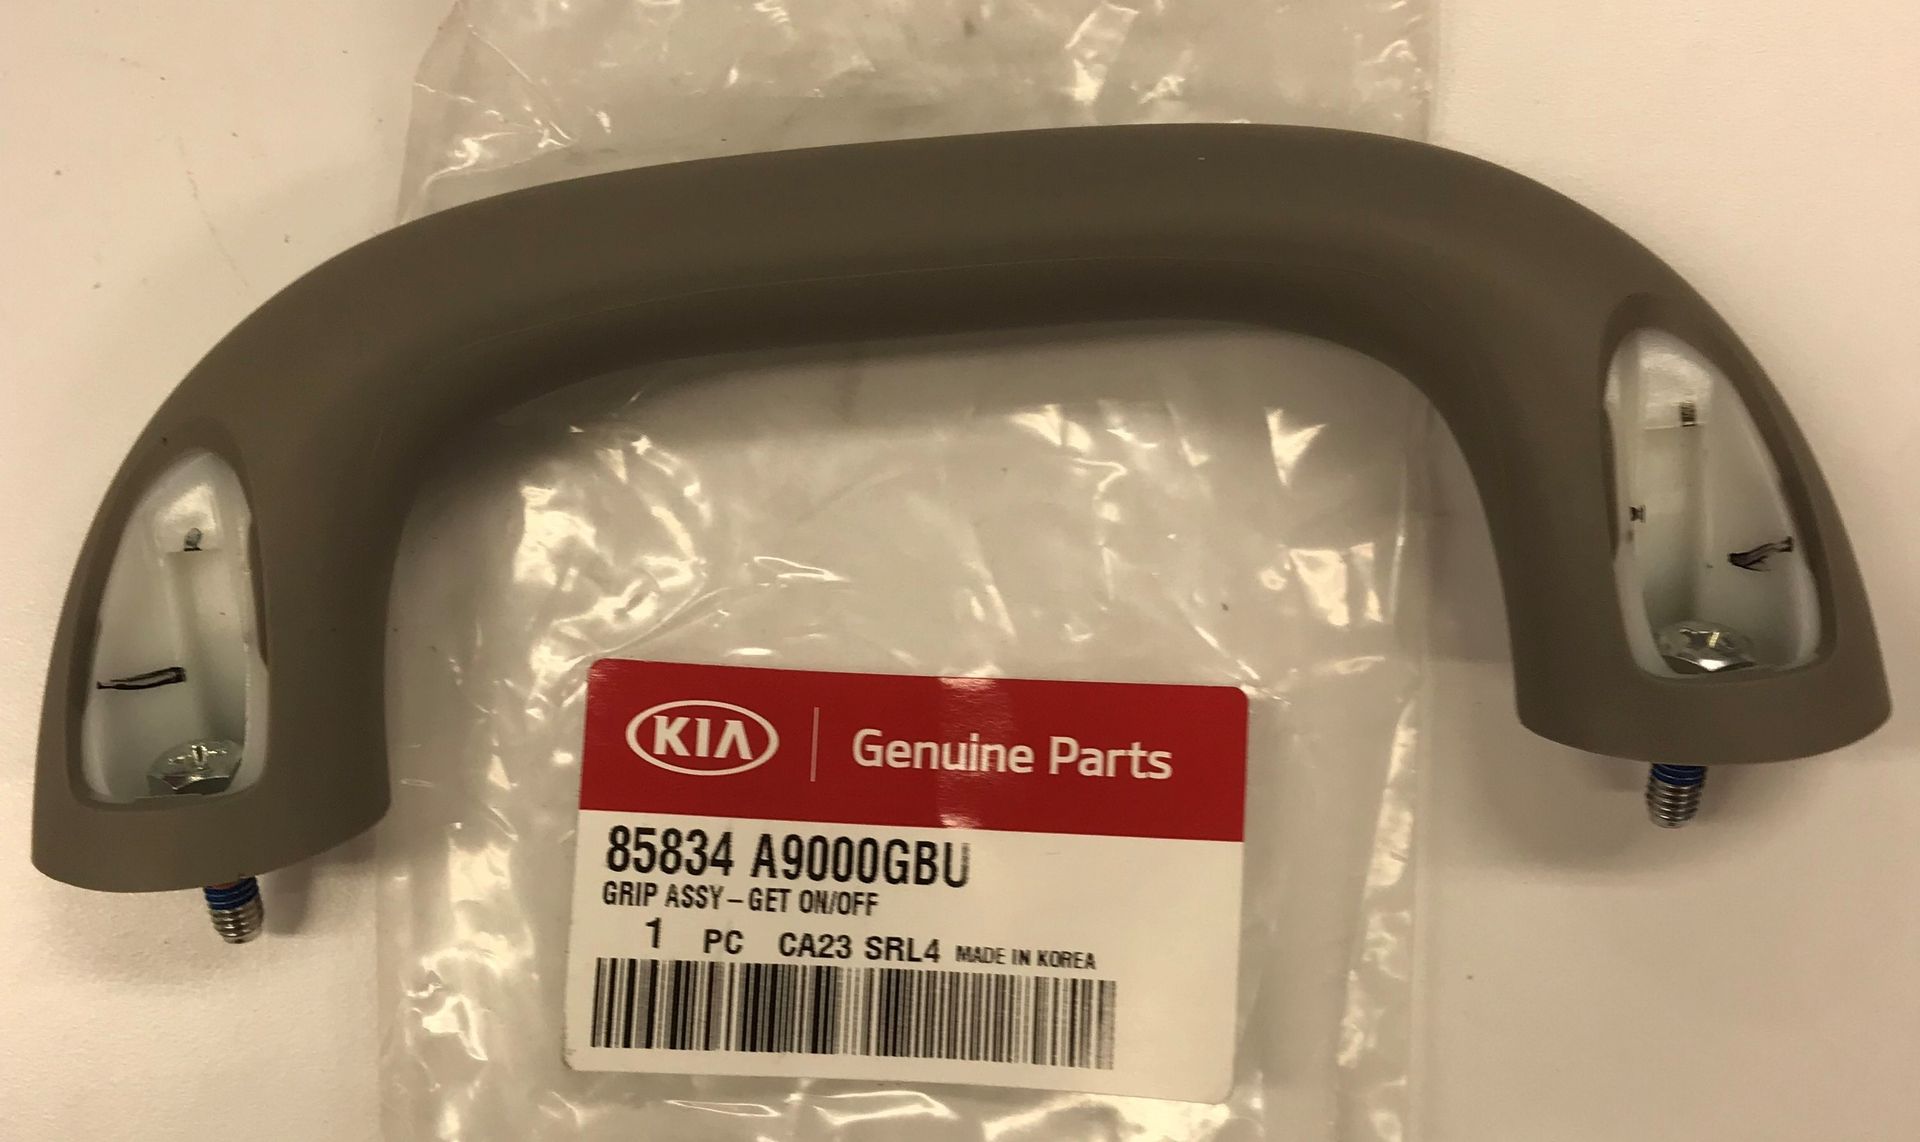 KIA Genuine Parts
85834 A9000GBU
GRIP ASSY-GET ON/OFF
1 PC CA23 SRL4 MADE IN KOREA